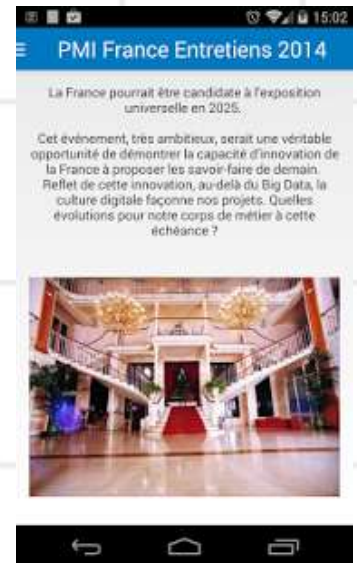 15:02
PMI France Entretiens 2014
La France pourrait être candidate à l'exposition
universelle en 2025.
Cet événement, très ambitieux, serait une véritable
opportunité de démontrer la capacité d'innovation de
la France à proposer les savoir-faire de demain.
Reflet de cette innovation, au-delà du Big Data, la
culture digitale façonne nos projets. Quelles
évolutions pour notre corps de métier à cette
échéance ?